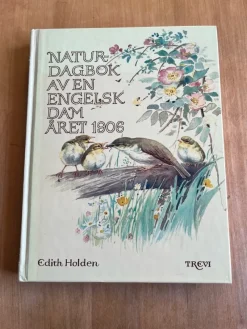 NATUR-
DAGBOK
AV EN
ENGELSK
DAM
ÅRET 1906
Edith Holden
TREVI